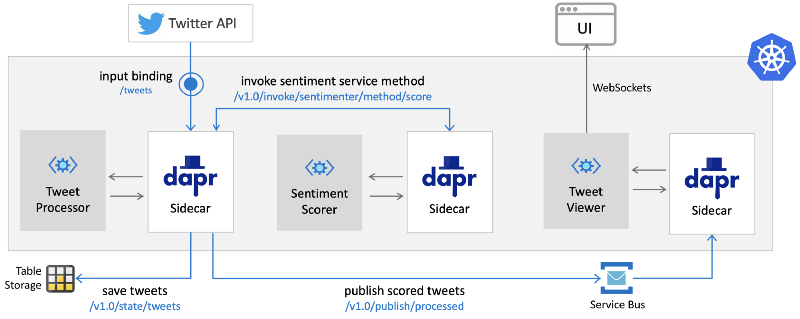 Twitter API
UI
input binding
/tweets
invoke sentiment service method
/v1.0/invoke/sentimenter/method/score
WebSockets
Tweet
Processor
dapr
Sidecar
Sentiment
Scorer
dapr
Sidecar
Tweet
Viewer
dapr
Sidecar
Table
Storage
save tweets
/v1.0/state/tweets
publish scored tweets
/v1.0/publish/processed
Service Bus